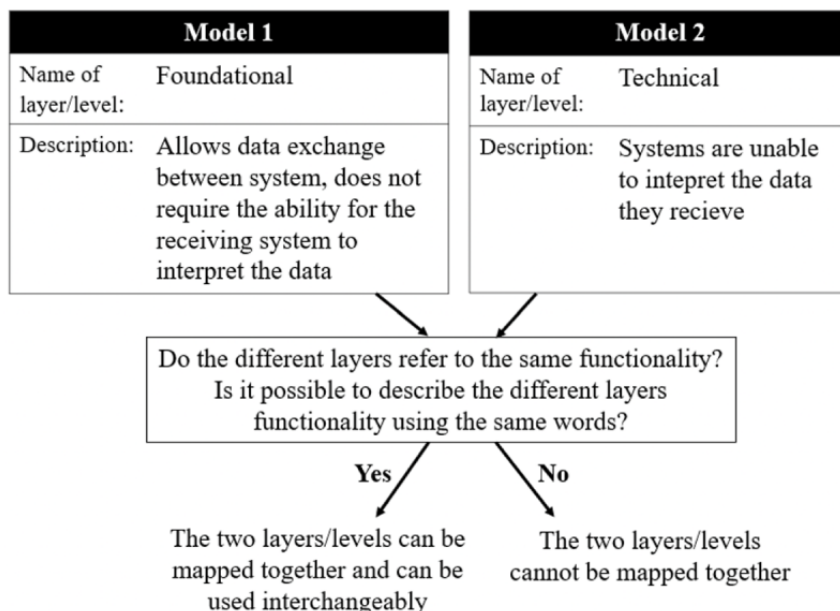 Model 1
Name of layer/level:
Foundational
Description:
Allows data exchange
between system, does not
require the ability for the
receiving system to
interpret the data
Model 2
Name of layer/level:
Technical
Description:
Systems are unable
to intepret the data
they recieve
Do the different layers refer to the same functionality?
Is it possible to describe the different layers
functionality using the same words?
Yes
No
The two layers/levels can be
mapped together and can be
used interchangeably
The two layers/levels
cannot be mapped together